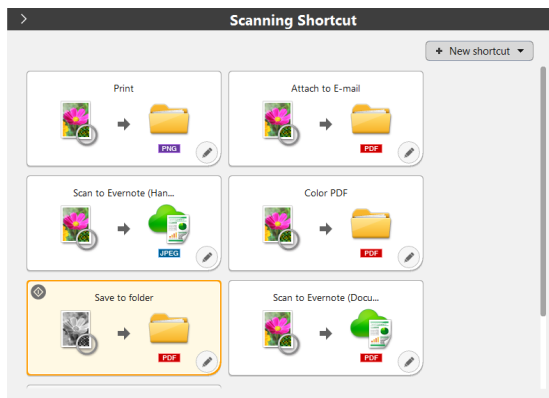 Scanning Shortcut
+ New shortcut
Print
Attach to E-mail
PNG
PDF
Scan to Evernote (Han...
Color PDF
JPEG
PDF
Save to folder
Scan to Evernote (Docu...
PDF
PDF